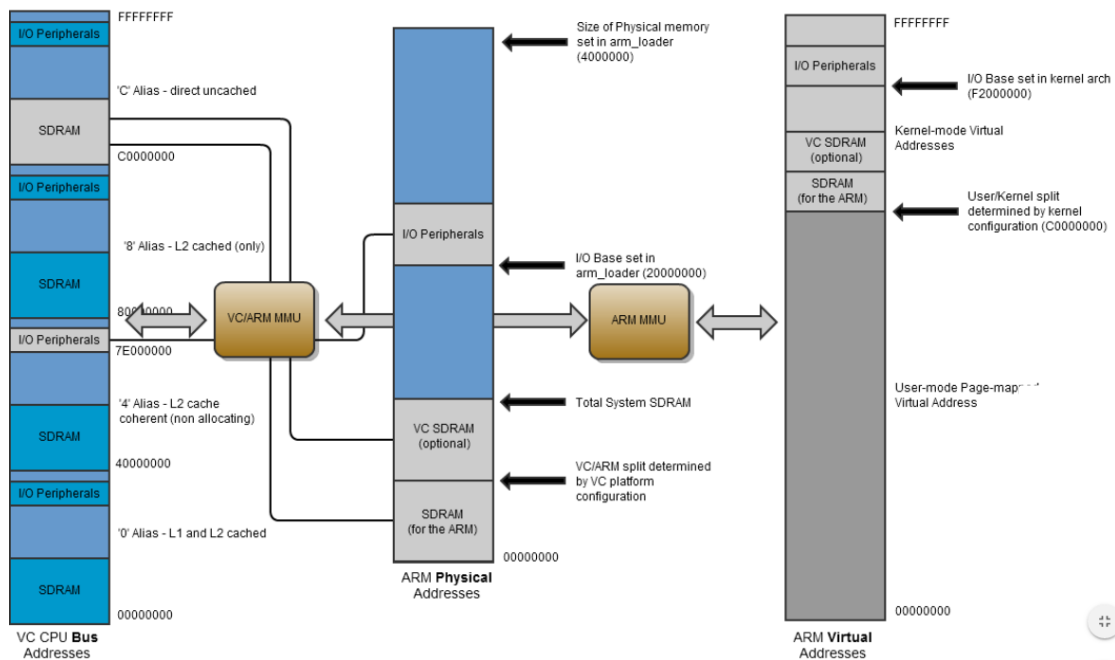 FFFFFFFF
I/O Peripherals
'C' Alias - direct uncached
SDRAM
C0000000
I/O Peripherals
'8' Alias - L2 cached (only)
SDRAM
80000000
I/O Peripherals
7E000000
'4' Alias - L2 cache
coherent (non allocating)
SDRAM
40000000
I/O Peripherals
'0' Alias - L1 and L2 cached
SDRAM
00000000
VC CPU Bus
Addresses
VC/ARM MMU
Size of Physical memory
set in arm_loader
(4000000)
I/O Peripherals
I/O Base set in
arm_loader (20000000)
Total System SDRAM
VC SDRAM
(optional)
VC/ARM split determined
by VC platform
configuration
SDRAM
(for the ARM)
00000000
ARM Physical
Addresses
ARM MMU
FFFFFFFF
I/O Peripherals
I/O Base set in kernel arch
(F2000000)
Kernel-mode Virtual
Addresses
VC SDRAM
(optional)
SDRAM
(for the ARM)
User/Kernel split
determined by kernel
configuration (C0000000)
User-mode
Virtual Address
00000000
ARM Virtual
Addresses